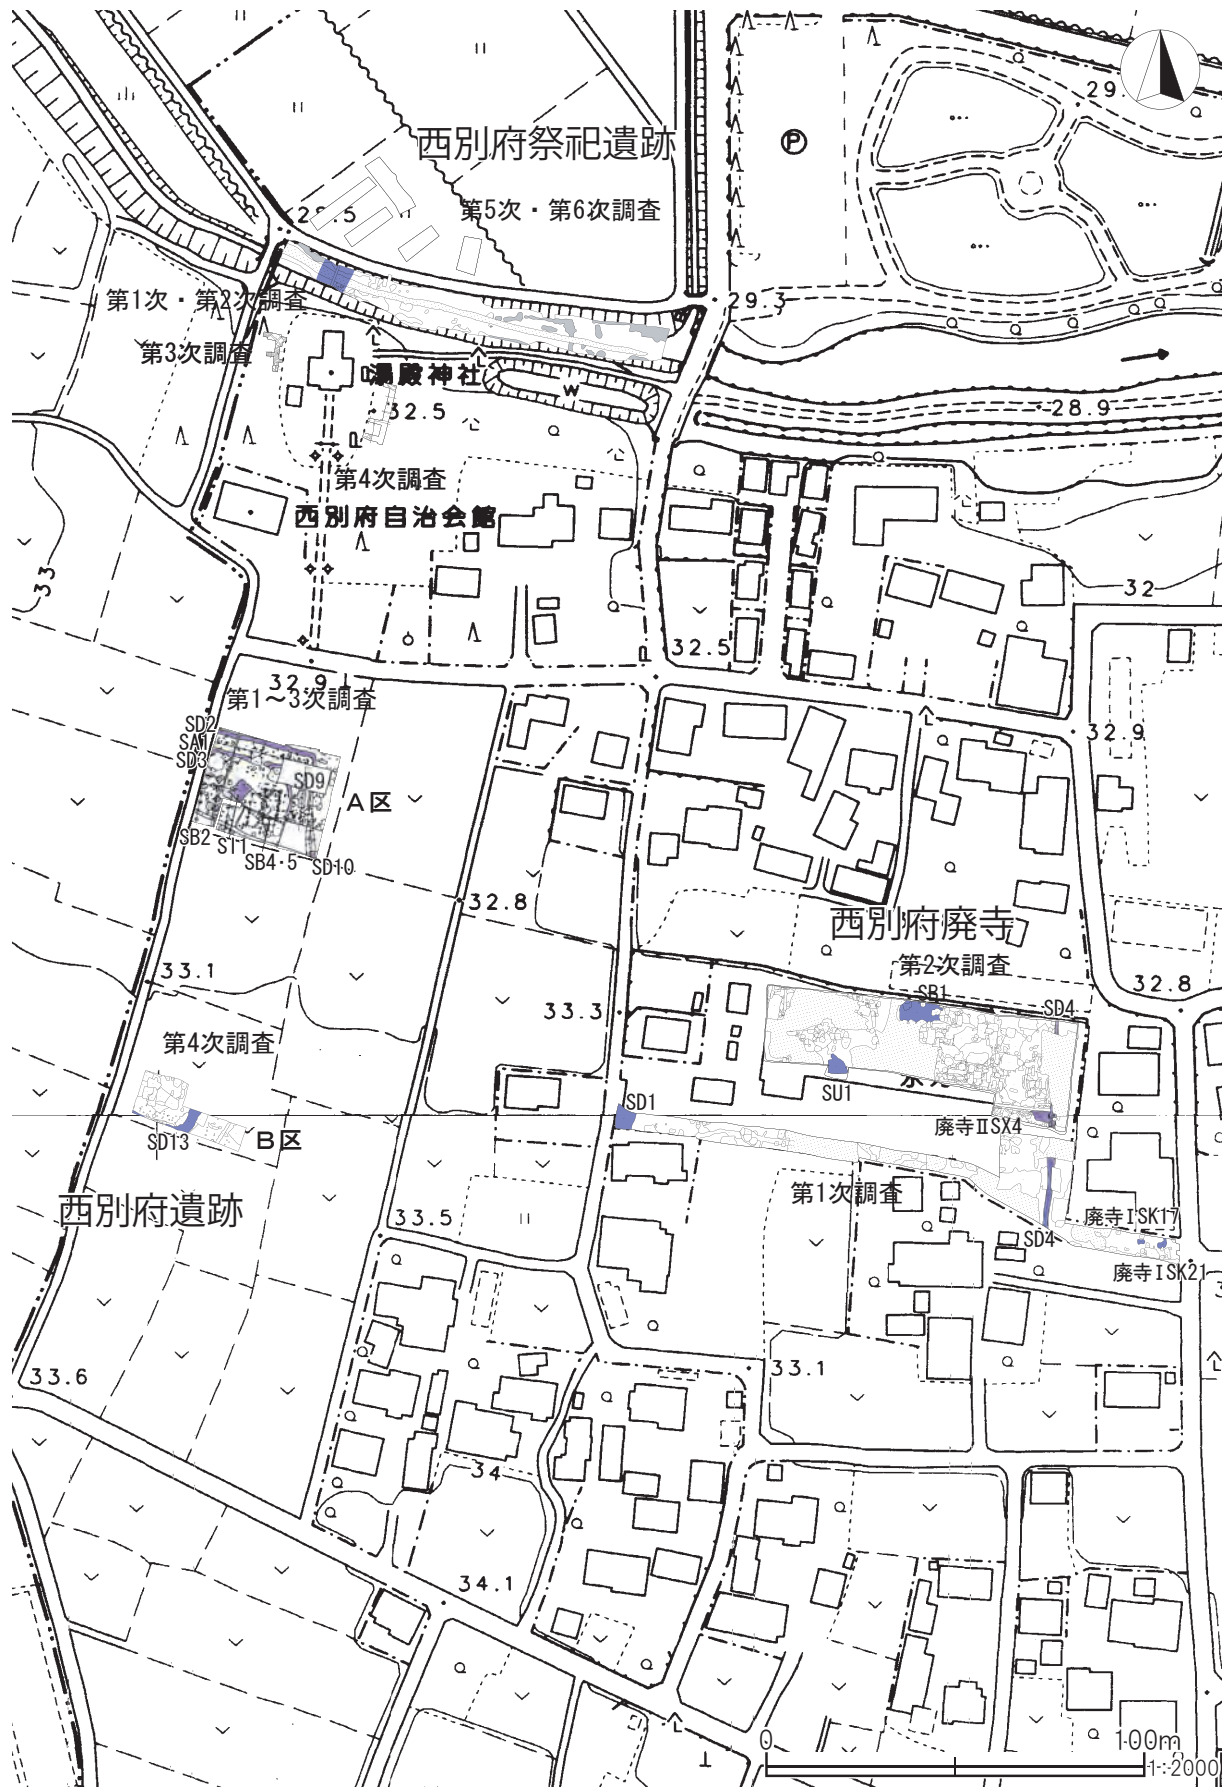 29.
西別府祭祀遺跡
Ⓟ
29.5
第5次・第6次調査
第1次・第2次調査
29.3
第3次調査
湯殿神社
W
32.5
28.9
第4次調査
西別府自治会館
33
32
32.5
32.9
第1～3次調査
SD2
SA1
SD3
32.9
SD9
A区
SB2
SI1
SB4・5
SD10
32.8
西別府廃寺
第2次調査
33.1
32.8
33.3
SB1
SD4
第4次調査
SU1
SD1
廃寺ⅡSX4
SD13
B区
第1次調査
西別府遺跡
33.5
廃寺ⅠSK17
SD4
廃寺ⅠSK21
33.6
33.1
34
34.1
0
100m
1:2000